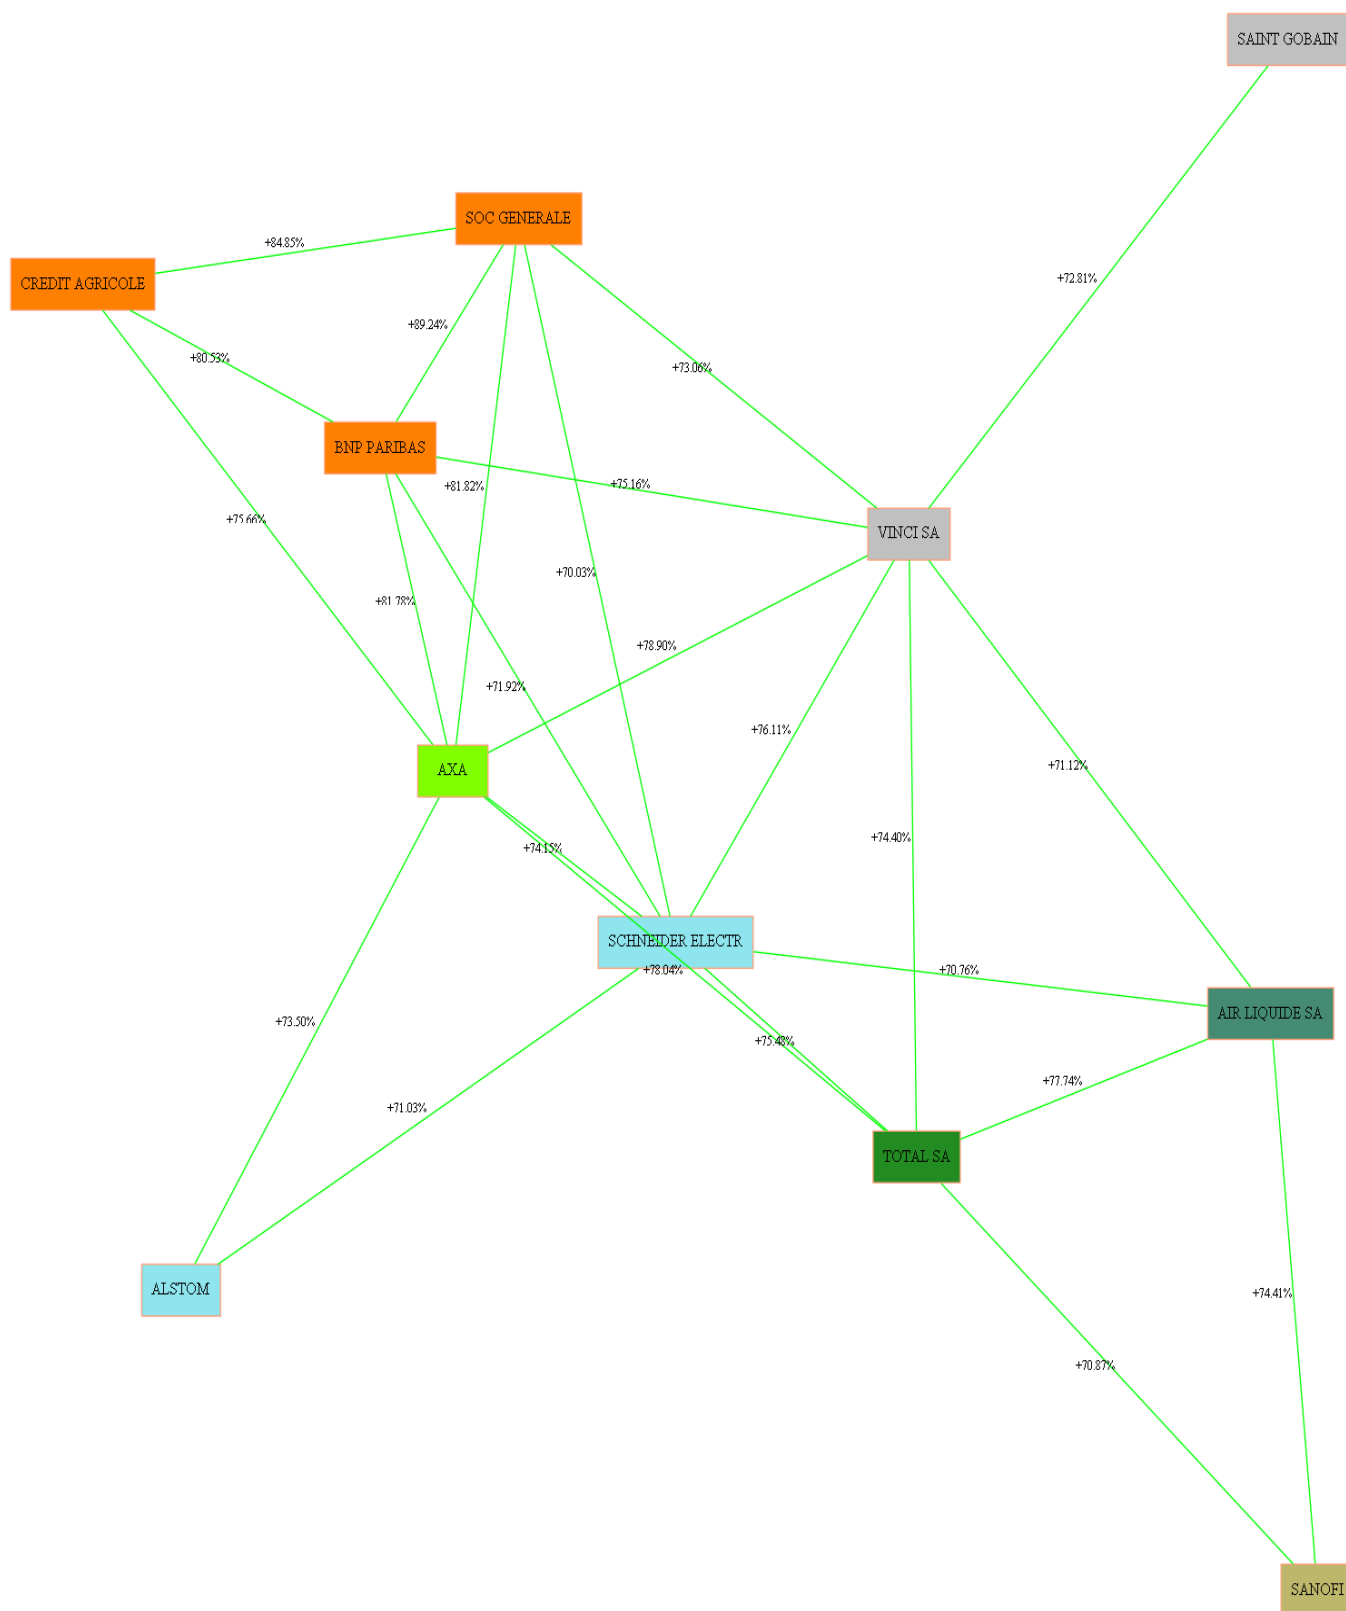 SAINT GOBAIN
SOC GENERALE
+84.85%
CREDIT AGRICOLE
+72.81%
+89.24%
+80.53%
+73.06%
BNP PARIBAS
+75.16%
+81.82%
+75.66%
VINCI SA
+70.03%
+81.78%
+78.90%
+71.92%
+76.11%
+71.12%
AXA
+74.40%
+74.15%
SCHNEIDER ELECTR
+78.04%
+70.76%
AIR LIQUIDE SA
+73.50%
+75.48%
+77.74%
+71.03%
TOTAL SA
ALSTOM
+74.41%
+70.87%
SANOFI